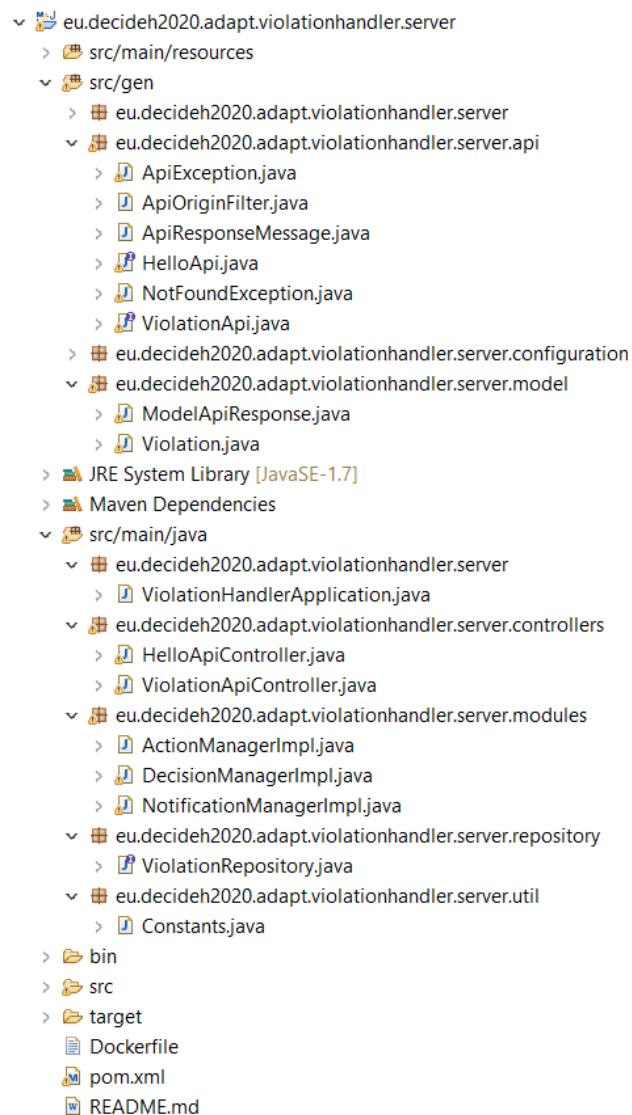 eu.decideh2020.adapt.violationhandler.server
src/main/resources
src/gen
eu.decideh2020.adapt.violationhandler.server
eu.decideh2020.adapt.violationhandler.server.api
ApiException.java
ApiOriginFilter.java
ApiResponseMessage.java
HelloApi.java
NotFoundException.java
ViolationApi.java
eu.decideh2020.adapt.violationhandler.server.configuration
eu.decideh2020.adapt.violationhandler.server.model
ModelApiResponse.java
Violation.java
JRE System Library [JavaSE-1.7]
Maven Dependencies
src/main/java
eu.decideh2020.adapt.violationhandler.server
ViolationHandlerApplication.java
eu.decideh2020.adapt.violationhandler.server.controllers
HelloApiController.java
ViolationApiController.java
eu.decideh2020.adapt.violationhandler.server.modules
ActionManagerImpl.java
DecisionManagerImpl.java
NotificationManagerImpl.java
eu.decideh2020.adapt.violationhandler.server.repository
ViolationRepository.java
eu.decideh2020.adapt.violationhandler.server.util
Constants.java
bin
src
target
Dockerfile
pom.xml
README.md